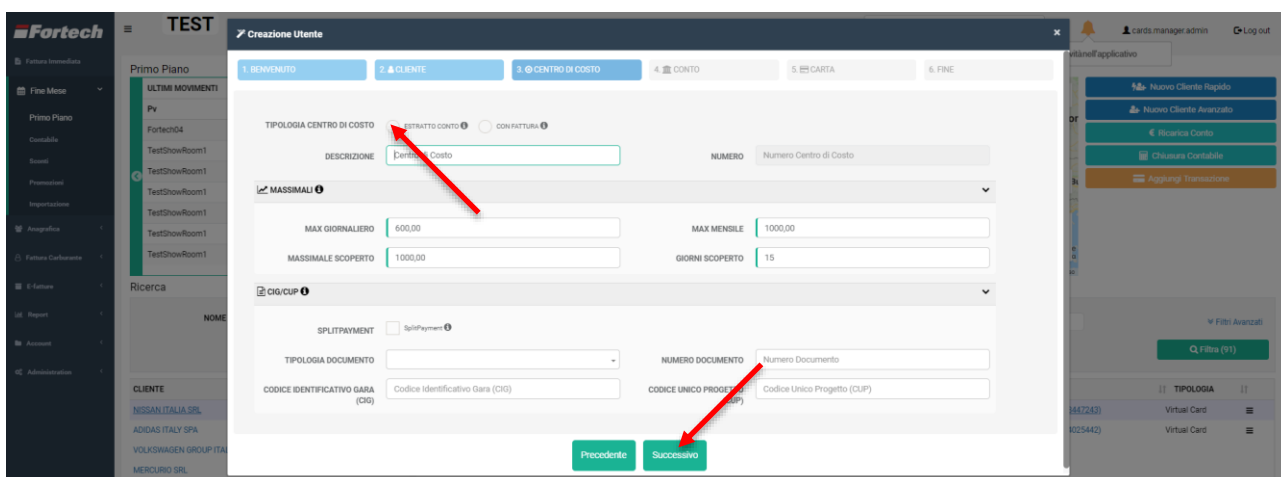 Fortech
TEST
cards.manager.admin
Log out
Creazione Utente
×
Fattura Immediata
Primo Piano
1. BENVENUTO
2. CLIENTE
3. CENTRO DI COSTO
4. CONTO
5. CARTA
6. FINE
Fine Mese
ULTIMI MOVIMENTI
Nuovo Cliente Rapido
Primo Piano
Pv
Nuovo Cliente Avanzato
Contabile
Fortech04
TIPOLOGIA CENTRO DI COSTO
ESTRATTO CONTO
CON FATTURA
€ Ricarica Conto
Sconti
TestShowRoom1
DESCRIZIONE
Centro di Costo
NUMERO
Numero Centro di Costo
Chiusura Contabile
Promozioni
TestShowRoom1
Aggiungi Transazione
Importazione
TestShowRoom1
MASSIMALI
TestShowRoom1
Anagrafica
TestShowRoom1
MAX GIORNALIERO
600,00
MAX MENSILE
1000,00
Fattura Carburante
TestShowRoom1
MASSIMALE SCOPERTO
1000,00
GIORNI SCOPERTO
15
E-fatture
Ricerca
CIG/CUP
Report
NOME
SPLITPAYMENT
SplitPayment
Filtri Avanzati
Account
TIPOLOGIA DOCUMENTO
NUMERO DOCUMENTO
Numero Documento
Filtra (91)
Administration
CLIENTE
CODICE IDENTIFICATIVO GARA
(CIG)
Codice Identificativo Gara (CIG)
CODICE UNICO PROGETTO
(CUP)
Codice Unico Progetto (CUP)
TIPOLOGIA
NISSAN ITALIA SRL
Virtual Card
ADIDAS ITALY SPA
Virtual Card
VOLKSWAGEN GROUP ITAL
Precedente
Successivo
MERCURIO SRL